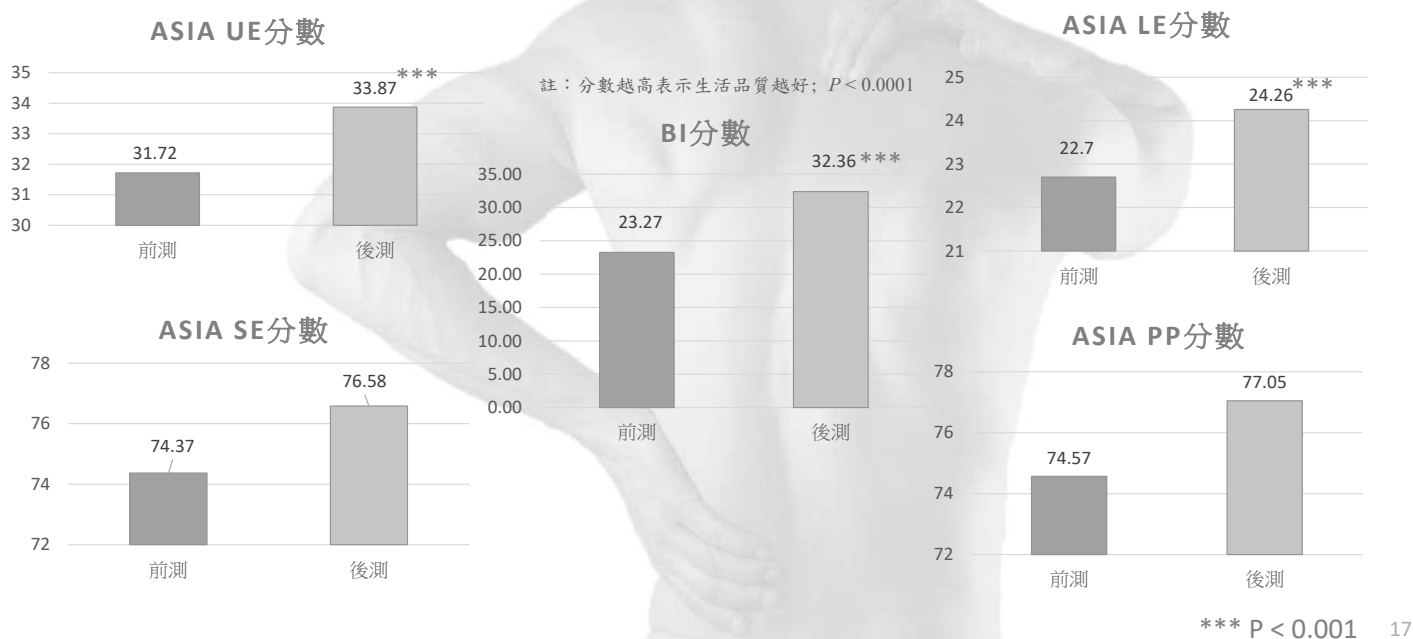 ASIA UE分數
35
34
33
32
31
30
31.72
33.87
***
前測
後測
註：分數越高表示生活品質越好; P < 0.0001
BI分數
35.00
30.00
25.00
20.00
15.00
10.00
5.00
0.00
23.27
32.36 ***
前測
後測
ASIA LE分數
25
24
23
22
21
22.7
24.26
***
前測
後測
ASIA SE分數
78
76
74
72
74.37
76.58
前測
後測
ASIA PP分數
78
76
74
72
74.57
77.05
前測
後測
*** P < 0.001
17